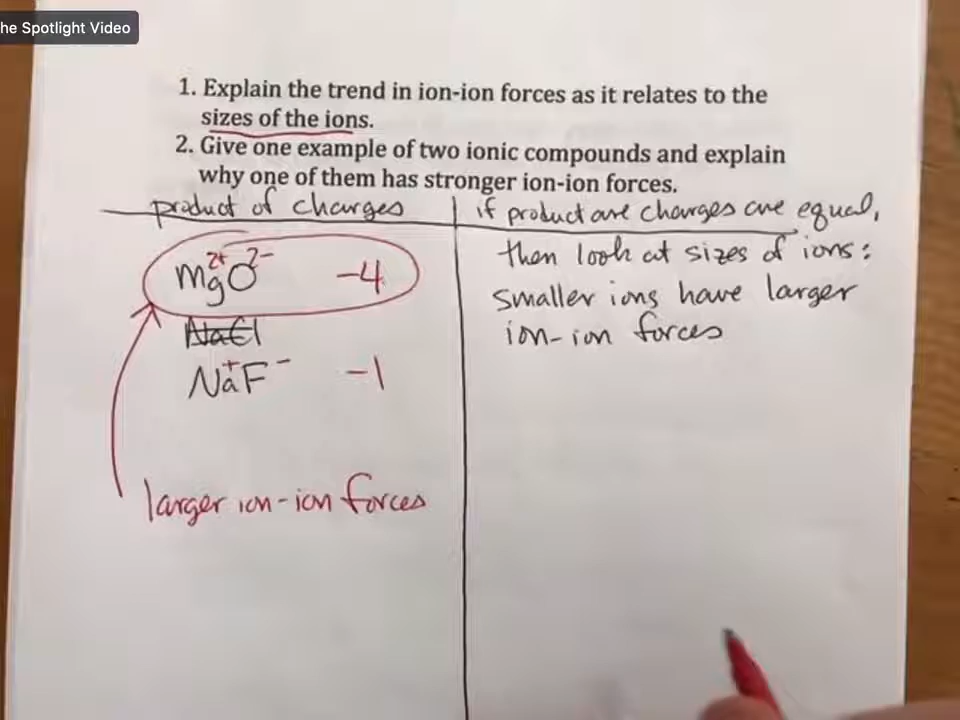 he Spotlight Video
1. Explain the trend in ion-ion forces as it relates to the
sizes of the ions.
2. Give one example of two ionic compounds and explain
why one of them has stronger ion-ion forces.
product of charges
if product are charges are equal,
then look at sizes of ions:
smaller ions have larger
ion-ion forces
Mg²⁺O²⁻ -4
NaCl
Na⁺F⁻ -1
larger ion-ion forces